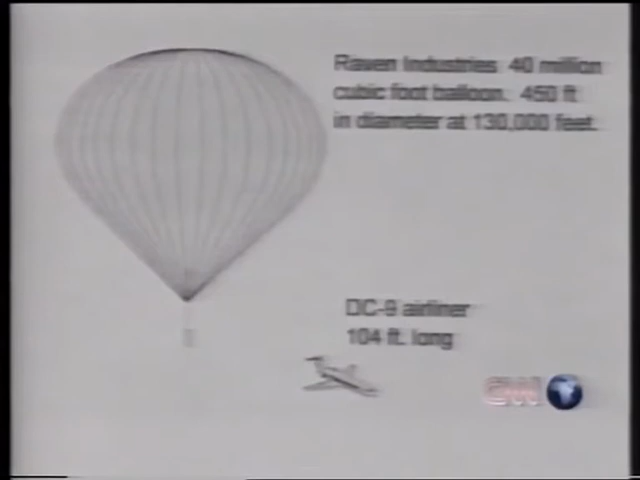 Raven Industries 40 million
cubic foot balloon. 450 ft
in diameter at 130,000 feet.
DC-9 airliner
104 ft. long
CNN